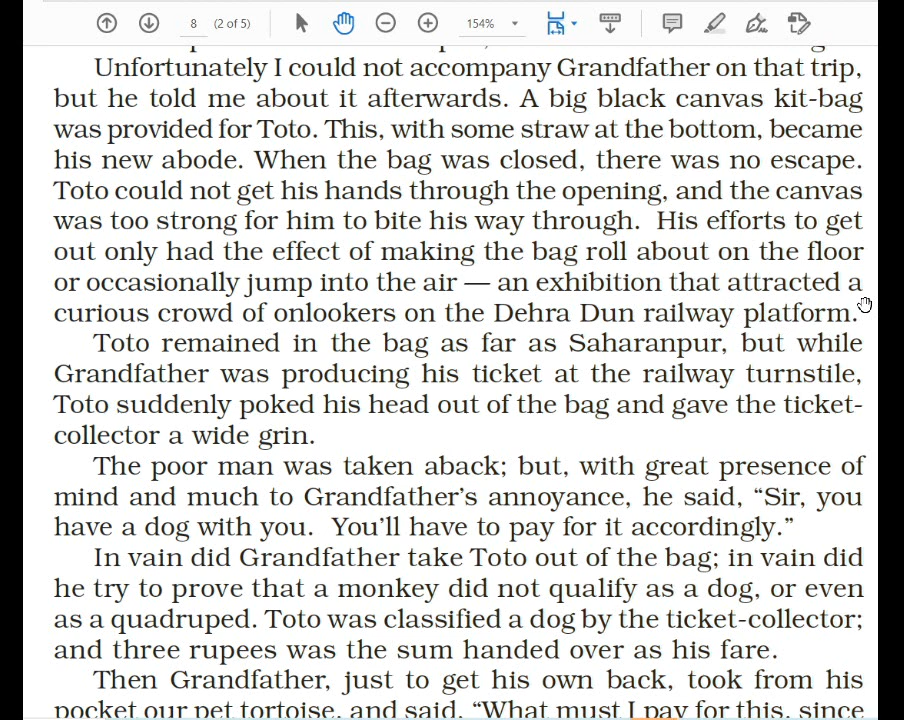 8 (2 of 5) 154%
Unfortunately I could not accompany Grandfather on that trip,
but he told me about it afterwards. A big black canvas kit-bag
was provided for Toto. This, with some straw at the bottom, became
his new abode. When the bag was closed, there was no escape.
Toto could not get his hands through the opening, and the canvas
was too strong for him to bite his way through.  His efforts to get
out only had the effect of making the bag roll about on the floor
or occasionally jump into the air — an exhibition that attracted a
curious crowd of onlookers on the Dehra Dun railway platform.
Toto remained in the bag as far as Saharanpur, but while
Grandfather was producing his ticket at the railway turnstile,
Toto suddenly poked his head out of the bag and gave the ticket-
collector a wide grin.
The poor man was taken aback; but, with great presence of
mind and much to Grandfather’s annoyance, he said, “Sir, you
have a dog with you.  You’ll have to pay for it accordingly.”
In vain did Grandfather take Toto out of the bag; in vain did
he try to prove that a monkey did not qualify as a dog, or even
as a quadruped. Toto was classified a dog by the ticket-collector;
and three rupees was the sum handed over as his fare.
Then Grandfather, just to get his own back, took from his
pocket our pet tortoise, and said, “What must I pay for this, since